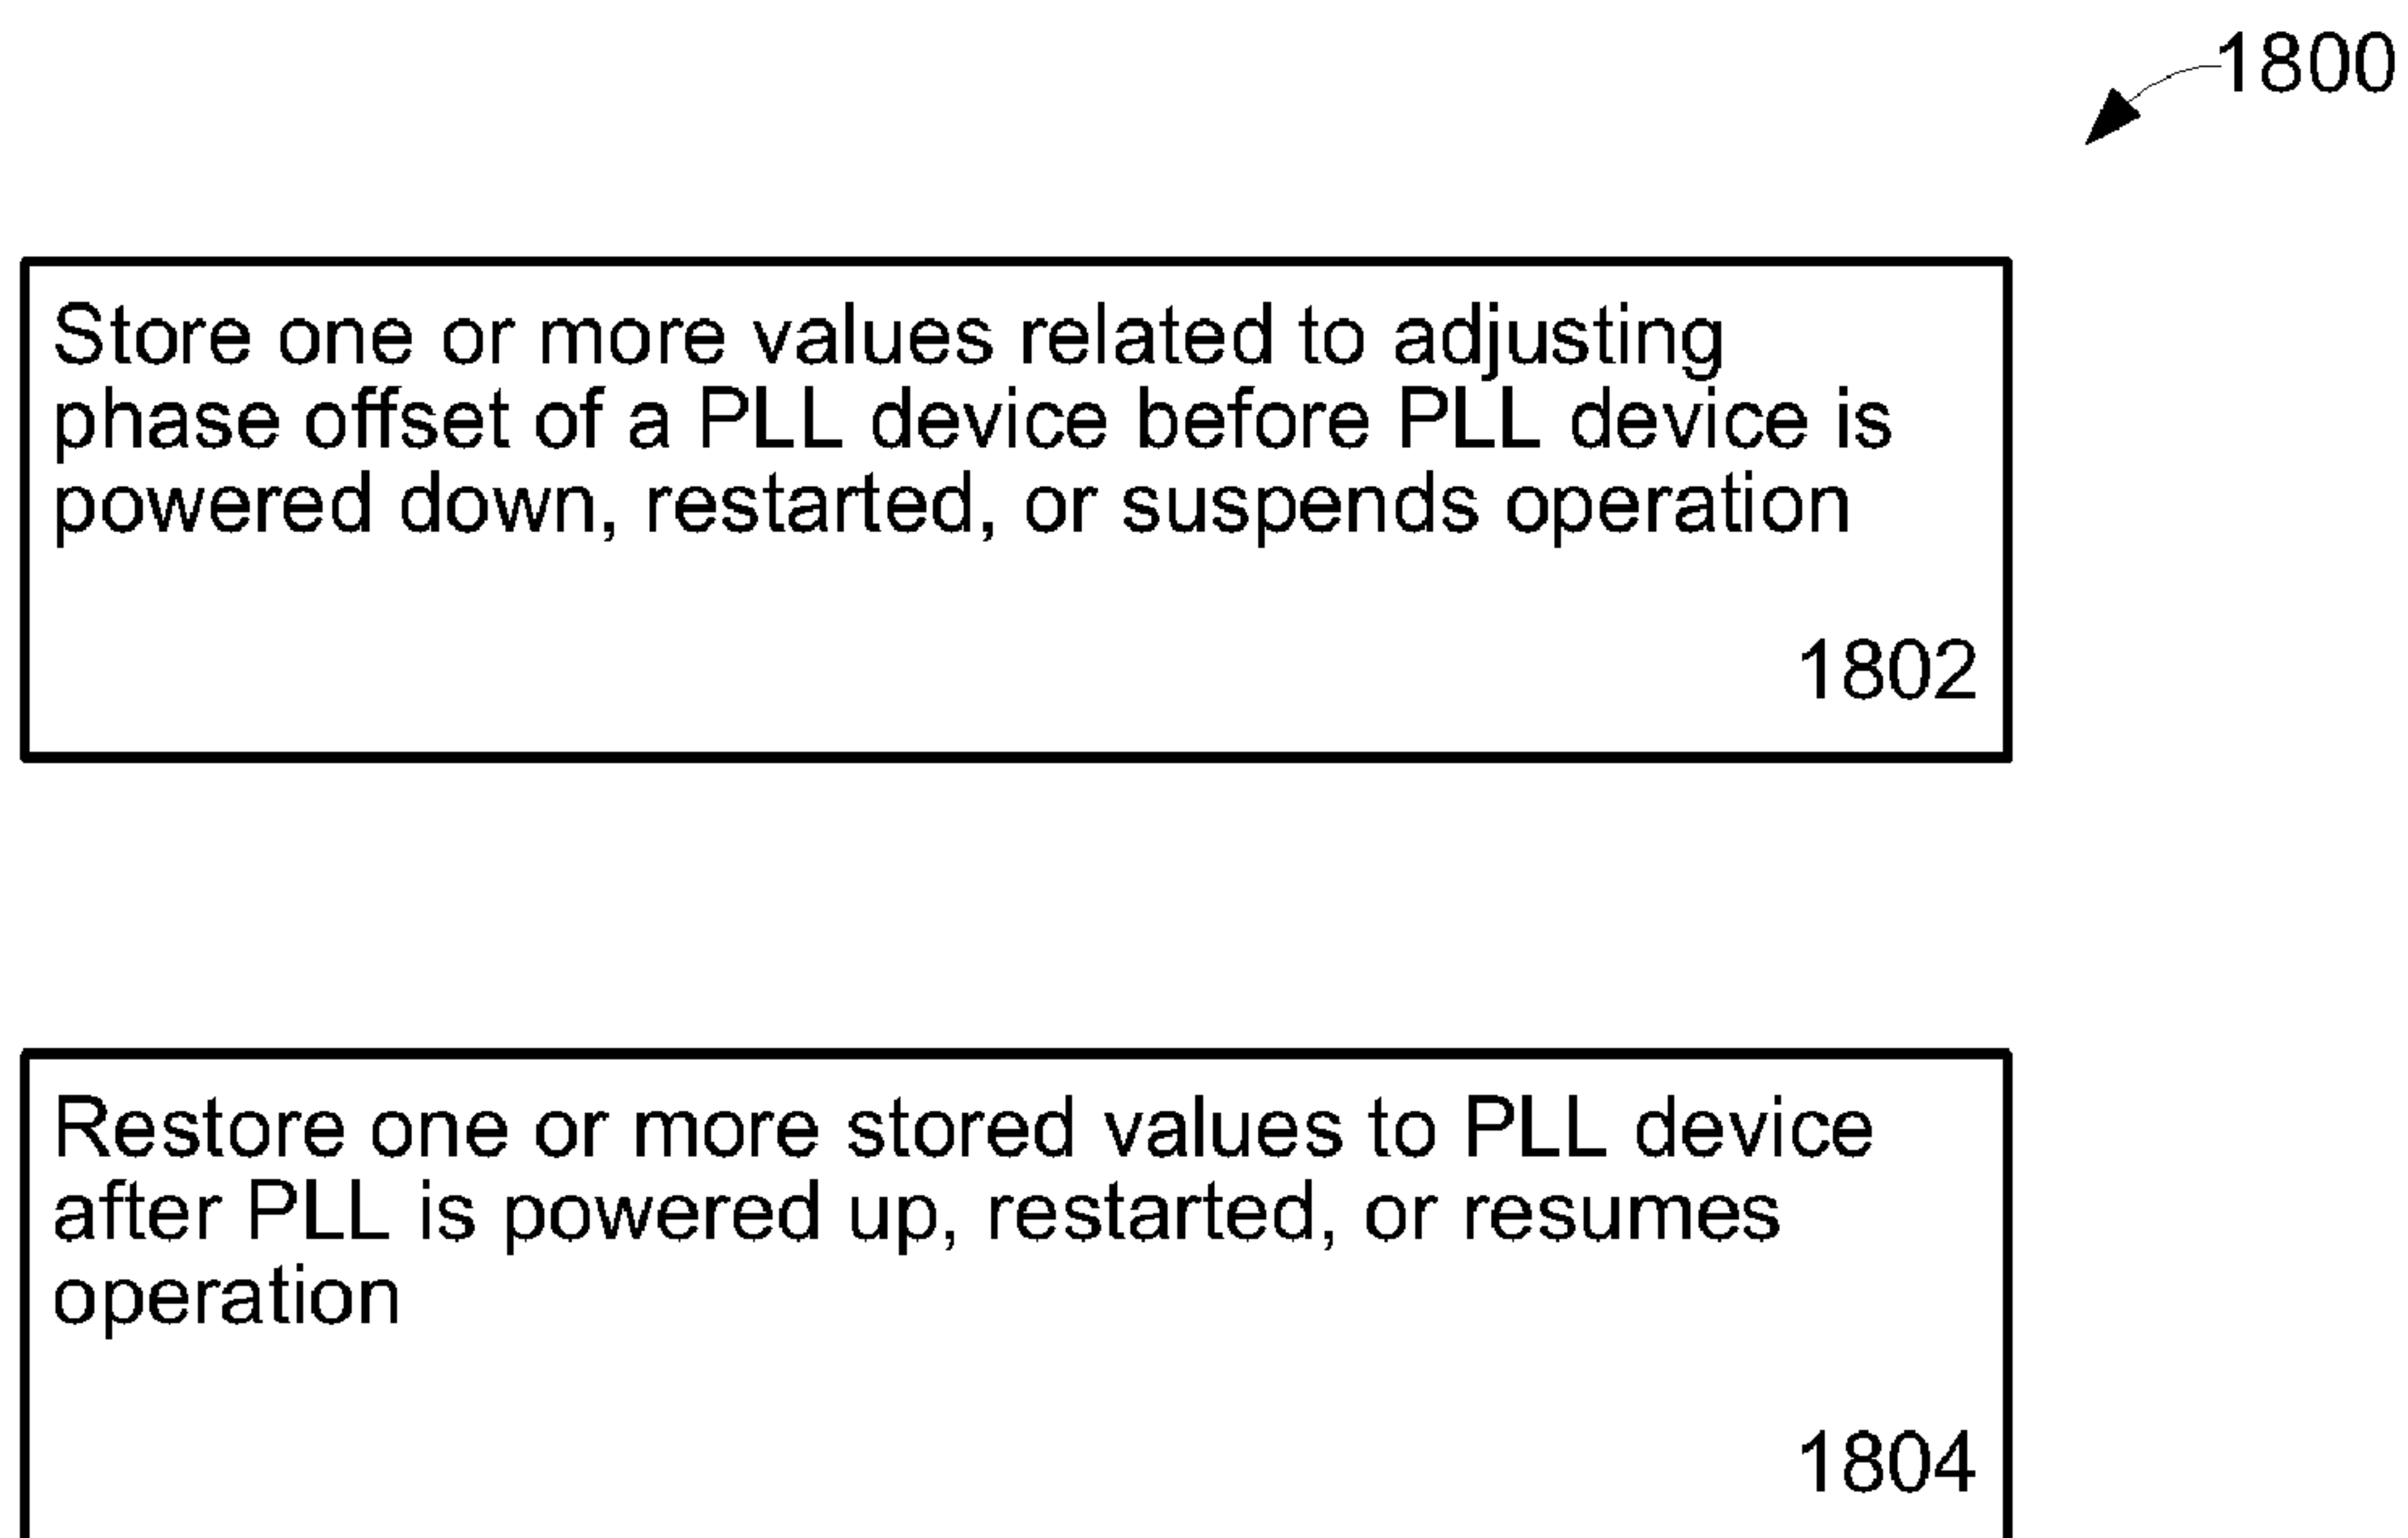 1800
Store one or more values related to adjusting
phase offset of a PLL device before PLL device is
powered down, restarted, or suspends operation
1802
Restore one or more stored values to PLL device
after PLL is powered up, restarted, or resumes
operation
1804